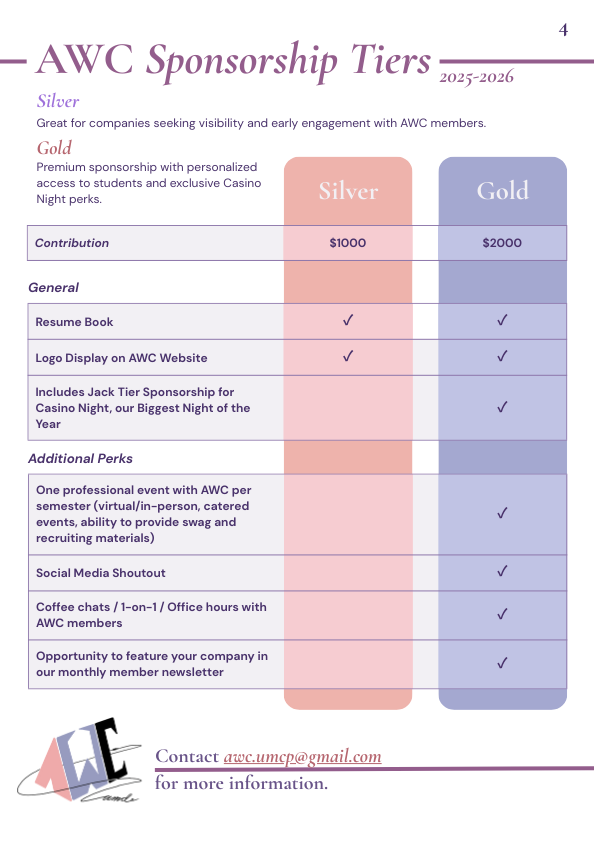 4
AWC Sponsorship Tiers
2025-2026
Silver
Great for companies seeking visibility and early engagement with AWC members.
Gold
Premium sponsorship with personalized
access to students and exclusive Casino
Night perks.
Silver Gold
Contribution $1000 $2000
General
Resume Book ✓ ✓
Logo Display on AWC Website ✓ ✓
Includes Jack Tier Sponsorship for
Casino Night, our Biggest Night of the ✓
Year
Additional Perks
One professional event with AWC per
semester (virtual/in-person, catered
events, ability to provide swag and ✓
recruiting materials)
Social Media Shoutout ✓
Coffee chats / 1-on-1 / Office hours with ✓
AWC members
Opportunity to feature your company in ✓
our monthly member newsletter
AWC
umdc
Contact awc.umcp@gmail.com
for more information.